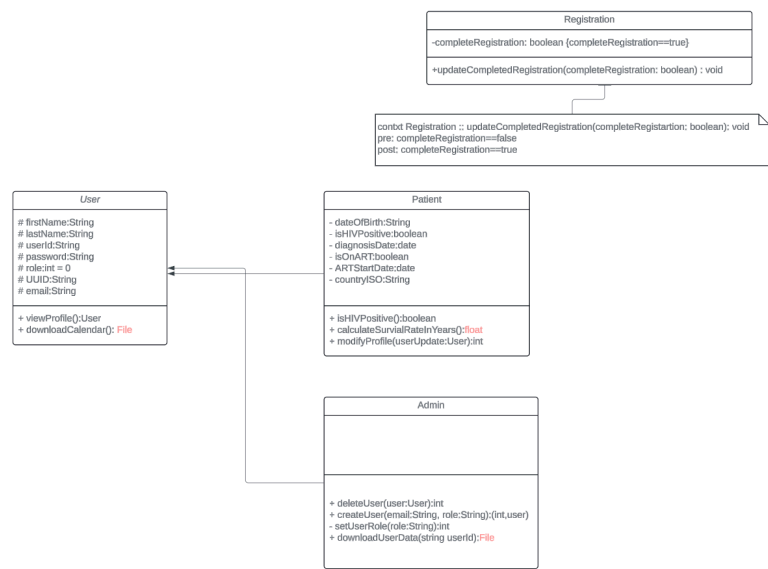 Registration
-completeRegistration: boolean {completeRegistration==true}
+updateCompletedRegistration(completeRegistration: boolean) : void
contxt Registration :: updateCompletedRegistration(completeRegistartion: boolean): void
pre: completeRegistration==false
post: completeRegistration==true
User
# firstName:String
# lastName:String
# userId:String
# password:String
# role:int = 0
# UUID:String
# email:String
+ viewProfile():User
+ downloadCalendar(): File
Patient
- dateOfBirth:String
- isHIVPositive:boolean
- diagnosisDate:date
- isOnART:boolean
- ARTStartDate:date
- countryISO:String
+ isHIVPositive():boolean
+ calculateSurvialRateInYears():float
+ modifyProfile(userUpdate:User):int
Admin
+ deleteUser(user:User):int
+ createUser(email:String, role:String):(int,user)
- setUserRole(role:String):int
+ downloadUserData(string userId):File